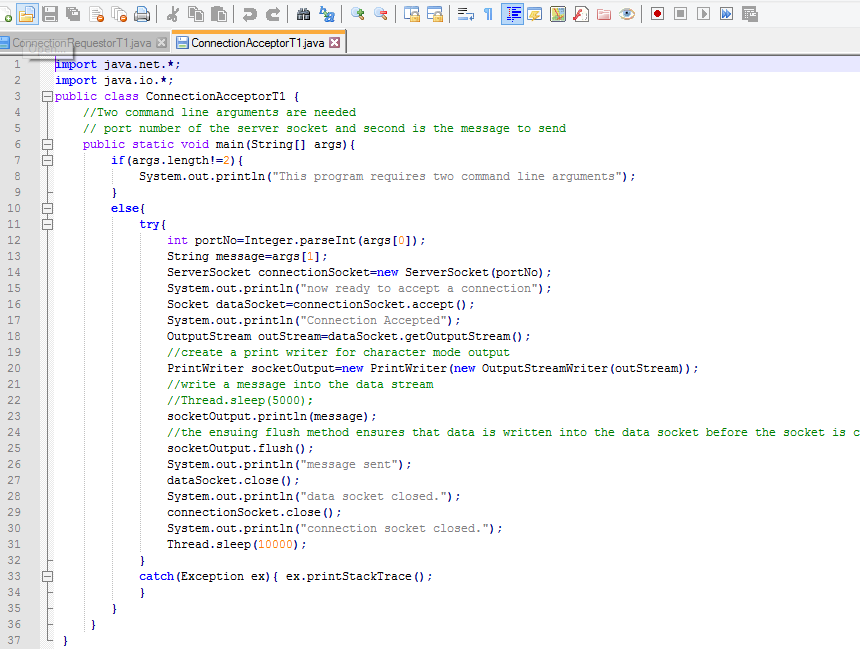 ConnectionRequestorT1.java ConnectionAcceptorT1.java
1 import java.net.*;
2 import java.io.*;
3 public class ConnectionAcceptorT1 {
4 //Two command line arguments are needed
5 // port number of the server socket and second is the message to send
6 public static void main(String[] args){
7 if(args.length!=2){
8 System.out.println("This program requires two command line arguments");
9 }
10 else{
11 try{
12 int portNo=Integer.parseInt(args[0]);
13 String message=args[1];
14 ServerSocket connectionSocket=new ServerSocket(portNo);
15 System.out.println("now ready to accept a connection");
16 Socket dataSocket=connectionSocket.accept();
17 System.out.println("Connection Accepted");
18 OutputStream outStream=dataSocket.getOutputStream();
19 //create a print writer for character mode output
20 PrintWriter socketOutput=new PrintWriter(new OutputStreamWriter(outStream));
21 //write a message into the data stream
22 //Thread.sleep(5000);
23 socketOutput.println(message);
24 //the ensuing flush method ensures that data is written into the data socket before the socket is c
25 socketOutput.flush();
26 System.out.println("message sent");
27 dataSocket.close();
28 System.out.println("data socket closed.");
29 connectionSocket.close();
30 System.out.println("connection socket closed.");
31 Thread.sleep(10000);
32 }
33 catch(Exception ex){ ex.printStackTrace();
34 }
35 }
36 }
37 }